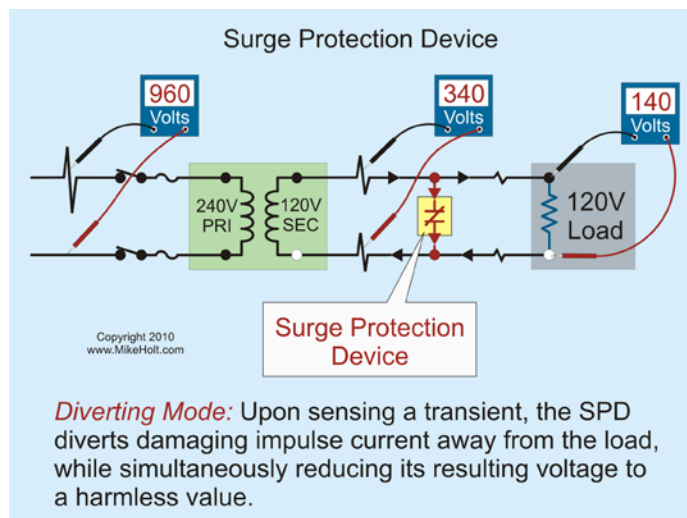 Surge Protection Device
960
Volts
340
Volts
140
Volts
240V
PRI
120V
SEC
120V
Load
Surge Protection
Device
Copyright 2010
www.MikeHolt.com
Diverting Mode: Upon sensing a transient, the SPD
diverts damaging impulse current away from the load,
while simultaneously reducing its resulting voltage to
a harmless value.